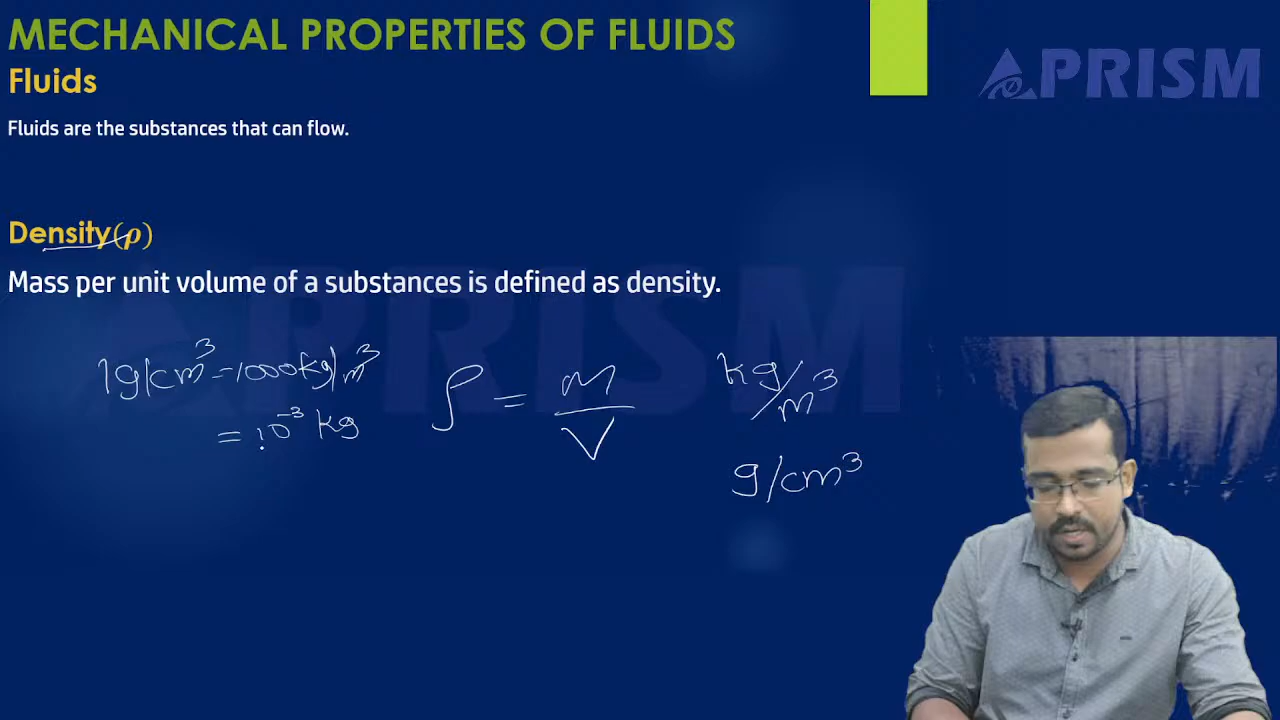 MECHANICAL PROPERTIES OF FLUIDS
PRISM
Fluids
Fluids are the substances that can flow.
Density(ρ)
Mass per unit volume of a substances is defined as density.
PRISM
1g/cm³ = 1000kg/m³
= 10⁻³ kg
ρ = M/V
kg/m³
g/cm³